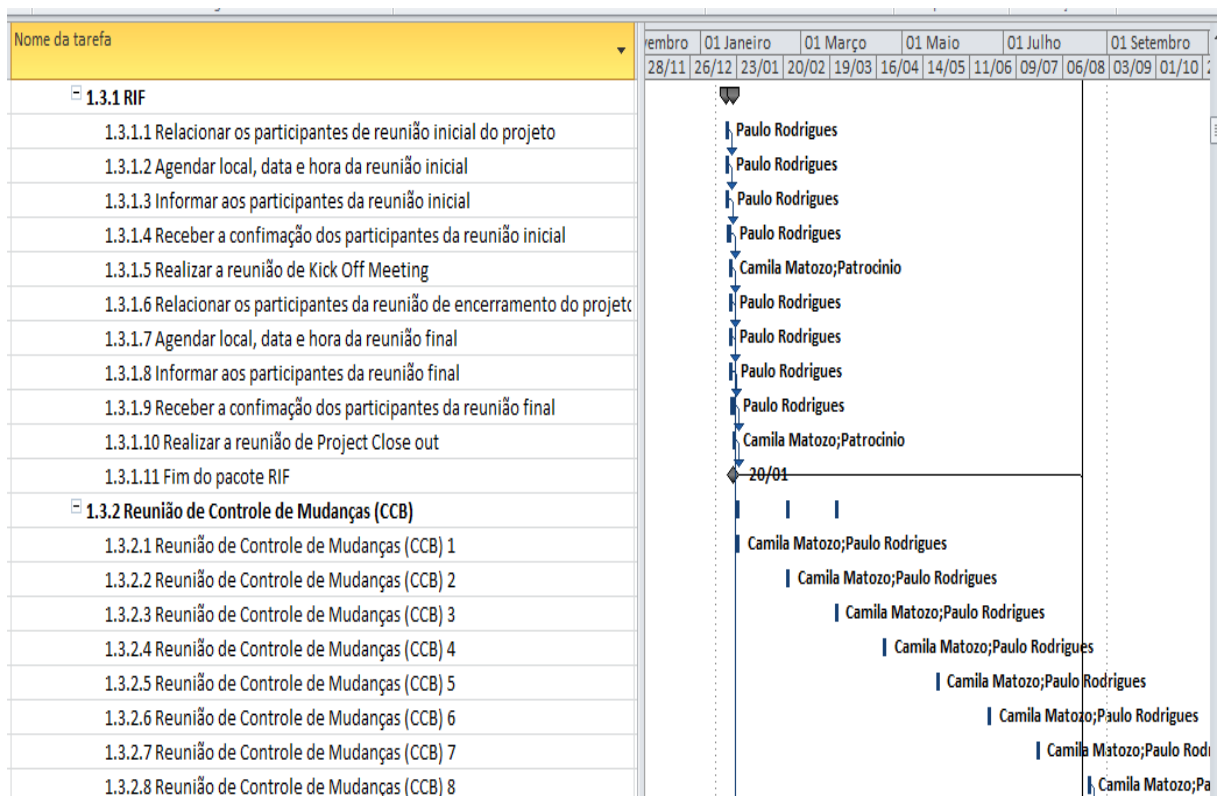 Nome da tarefa
vembro 01 Janeiro 01 Março 01 Maio 01 Julho 01 Setembro
28/11 26/12 23/01 20/02 19/03 16/04 14/05 11/06 09/07 06/08 03/09 01/10 2
1.3.1 RIF
1.3.1.1 Relacionar os participantes de reunião inicial do projeto Paulo Rodrigues
1.3.1.2 Agendar local, data e hora da reunião inicial Paulo Rodrigues
1.3.1.3 Informar aos participantes da reunião inicial Paulo Rodrigues
1.3.1.4 Receber a confimação dos participantes da reunião inicial Paulo Rodrigues
1.3.1.5 Realizar a reunião de Kick Off Meeting Camila Matozo;Patrocinio
1.3.1.6 Relacionar os participantes da reunião de encerramento do projeto Paulo Rodrigues
1.3.1.7 Agendar local, data e hora da reunião final Paulo Rodrigues
1.3.1.8 Informar aos participantes da reunião final Paulo Rodrigues
1.3.1.9 Receber a confimação dos participantes da reunião final Paulo Rodrigues
1.3.1.10 Realizar a reunião de Project Close out Camila Matozo;Patrocinio
1.3.1.11 Fim do pacote RIF 20/01
1.3.2 Reunião de Controle de Mudanças (CCB)
1.3.2.1 Reunião de Controle de Mudanças (CCB) 1 Camila Matozo;Paulo Rodrigues
1.3.2.2 Reunião de Controle de Mudanças (CCB) 2 Camila Matozo;Paulo Rodrigues
1.3.2.3 Reunião de Controle de Mudanças (CCB) 3 Camila Matozo;Paulo Rodrigues
1.3.2.4 Reunião de Controle de Mudanças (CCB) 4 Camila Matozo;Paulo Rodrigues
1.3.2.5 Reunião de Controle de Mudanças (CCB) 5 Camila Matozo;Paulo Rodrigues
1.3.2.6 Reunião de Controle de Mudanças (CCB) 6 Camila Matozo;Paulo Rodrigues
1.3.2.7 Reunião de Controle de Mudanças (CCB) 7 Camila Matozo;Paulo Rodr
1.3.2.8 Reunião de Controle de Mudanças (CCB) 8 Camila Matozo;Pa